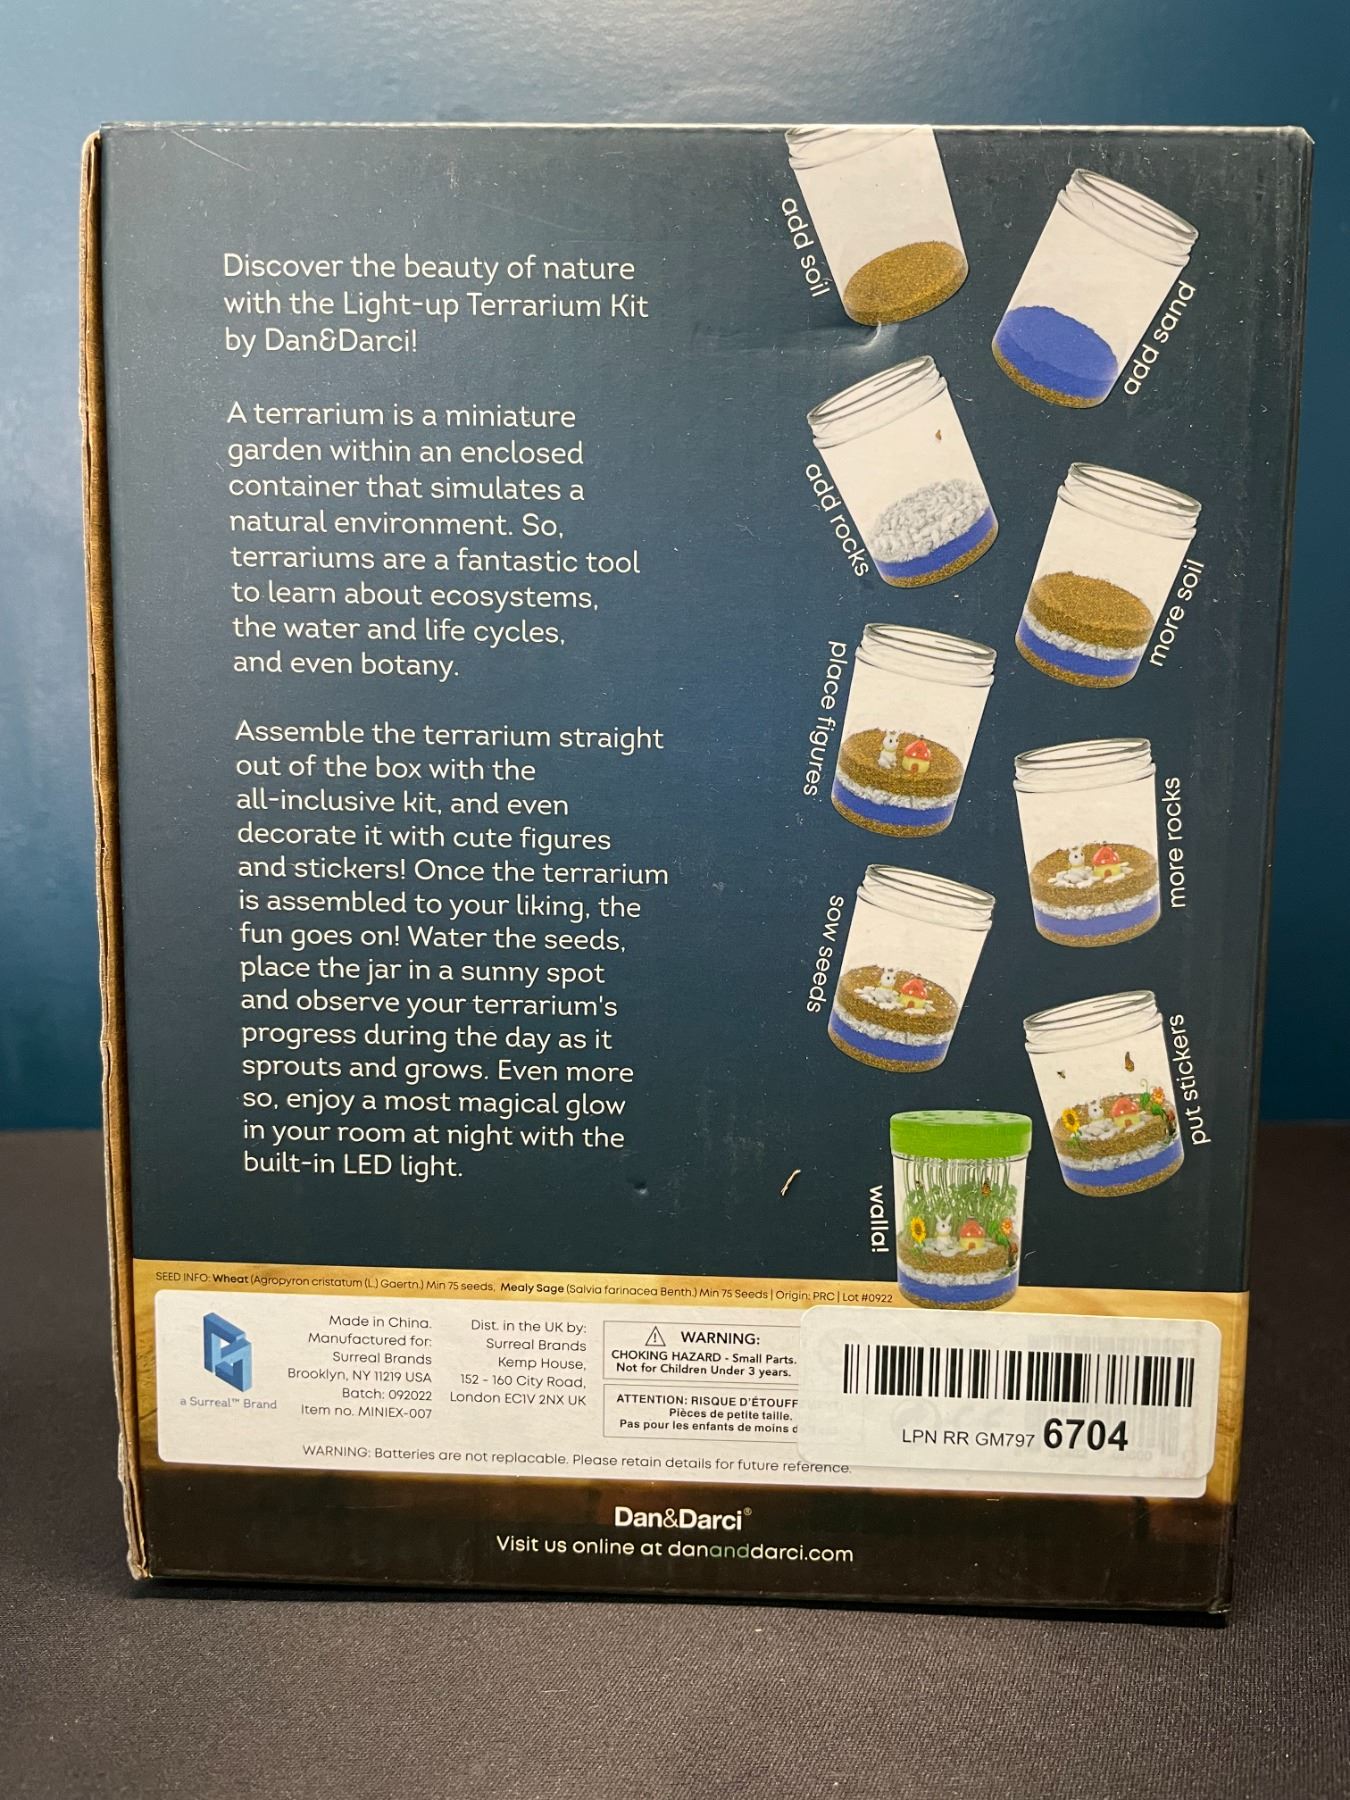 Discover the beauty of nature
with the Light-up Terrarium Kit
by Dan&Darci!
A terrarium is a miniature
garden within an enclosed
container that simulates a
natural environment. So,
terrariums are a fantastic tool
to learn about ecosystems,
the water and life cycles,
and even botany.
Assemble the terrarium straight
out of the box with the
all-inclusive kit, and even
decorate it with cute figures
and stickers! Once the terrarium
is assembled to your liking, the
fun goes on! Water the seeds,
place the jar in a sunny spot
and observe your terrarium's
progress during the day as it
sprouts and grows. Even more
so, enjoy a most magical glow
in your room at night with the
built-in LED light.
add soil
add sand
add rocks
more soil
place figures
more rocks
sow seeds
put stickers
walla!
SEED INFO: Wheat (Agropyron cristatum (L.) Gaertn.) Min 75 seeds, Mealy Sage (Salvia farinacea Benth.) Min 75 Seeds | Origin: PRC | Lot #0922
a Surreal™ Brand
Made in China.
Manufactured for:
Surreal Brands
Brooklyn, NY 11219 USA
Batch: 092022
Item no. MINIEX-007
Dist. in the UK by:
Surreal Brands
Kemp House,
152 - 160 City Road,
London EC1V 2NX UK
WARNING:
CHOKING HAZARD - Small Parts.
Not for Children Under 3 years.
ATTENTION: RISQUE D'ÉTOUFF
Pièces de petite taille.
Pas pour les enfants de moins d
WARNING: Batteries are not replacable. Please retain details for future reference.
LPN RR GM797 6704
Dan&Darci®
Visit us online at dananddarci.com